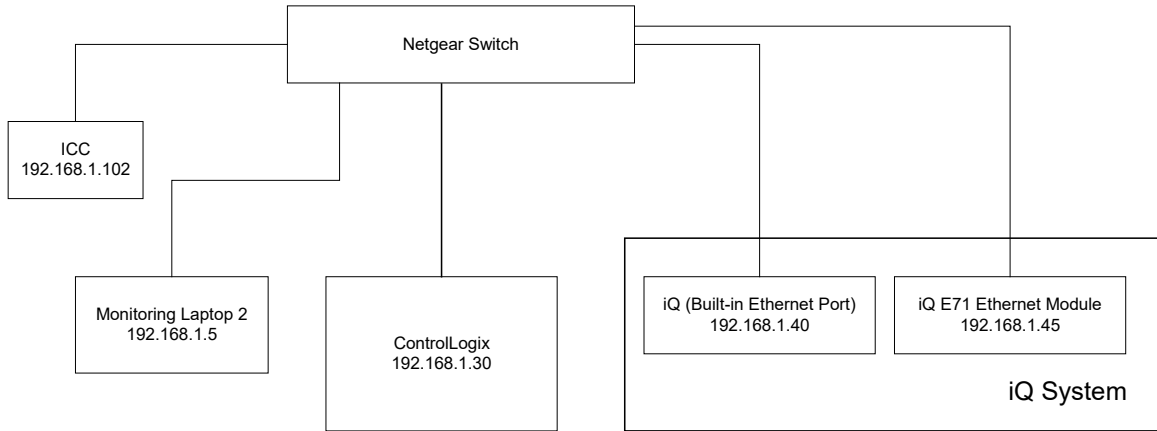 Netgear Switch
ICC
192.168.1.102
Monitoring Laptop 2
192.168.1.5
ControlLogix
192.168.1.30
iQ (Built-in Ethernet Port)
192.168.1.40
iQ E71 Ethernet Module
192.168.1.45
iQ System